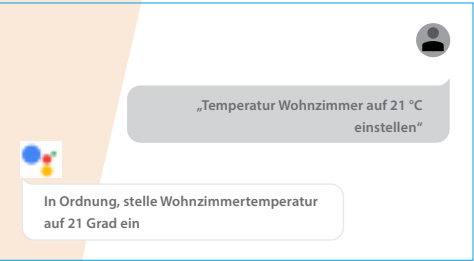 „Temperatur Wohnzimmer auf 21 °C
einstellen“
In Ordnung, stelle Wohnzimmertemperatur
auf 21 Grad ein